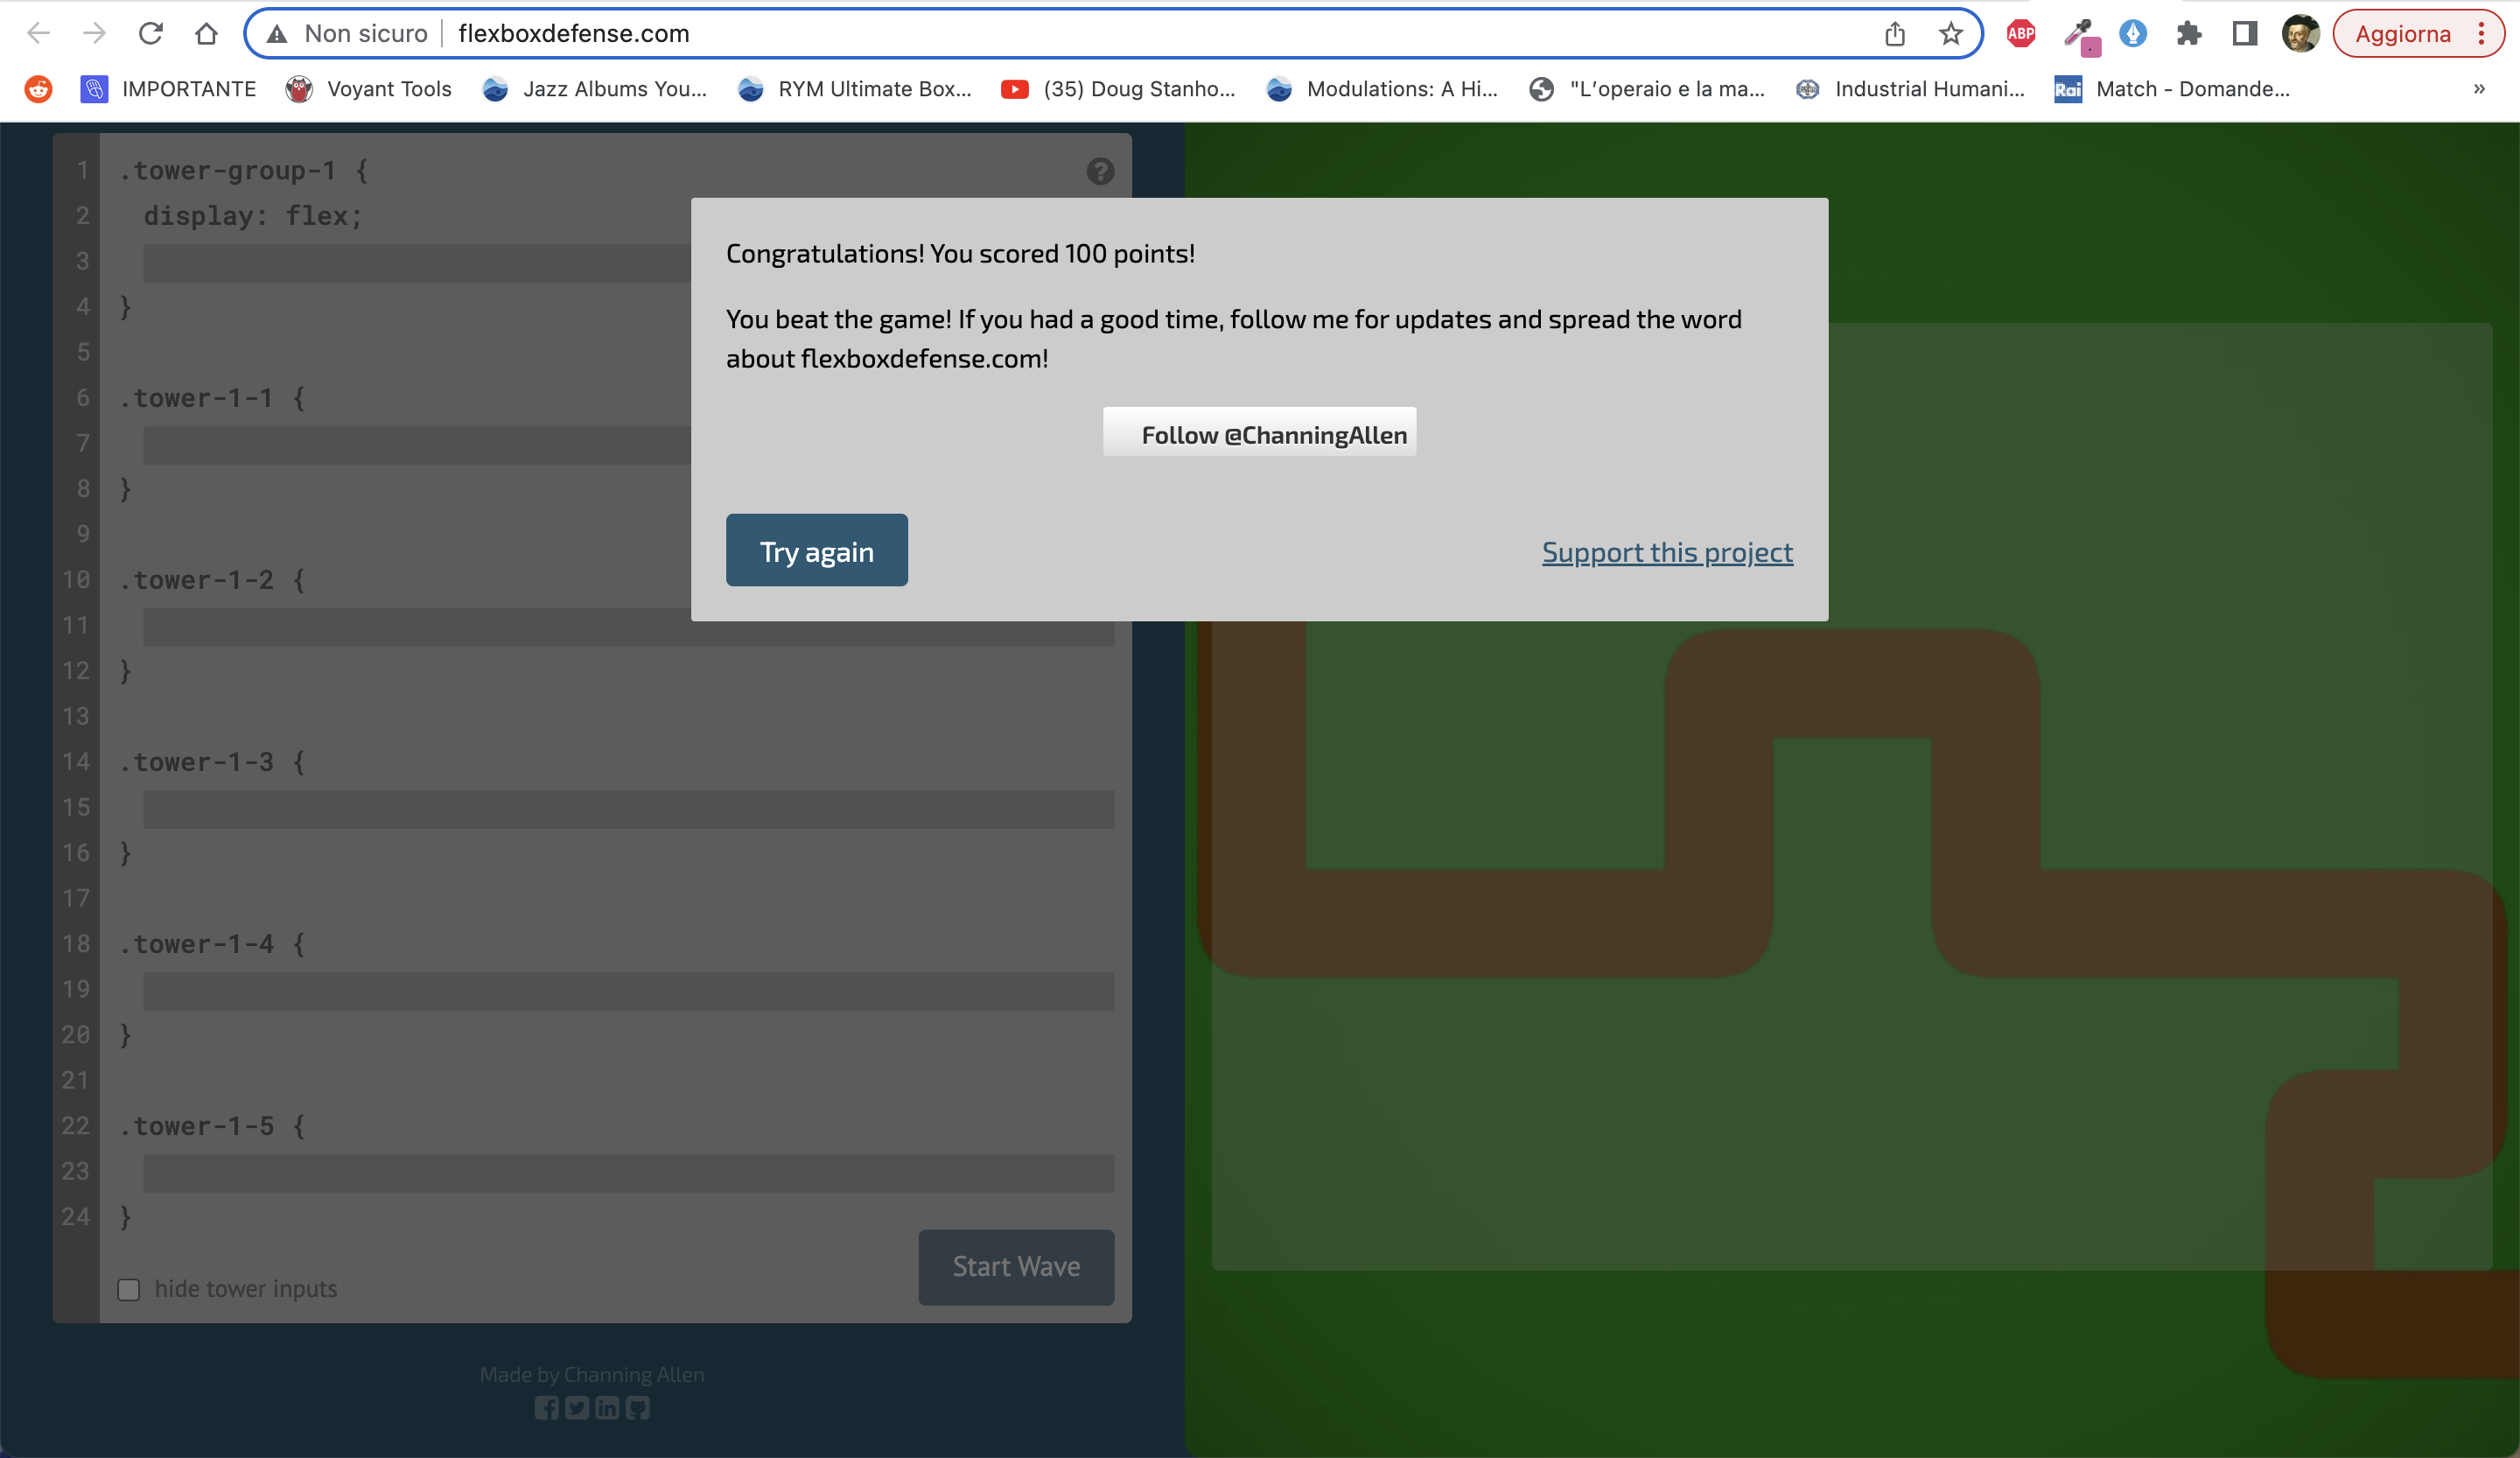 Non sicuro flexboxdefense.com ABP Aggiorna
IMPORTANTE Voyant Tools Jazz Albums You... RYM Ultimate Box... (35) Doug Stanho... Modulations: A Hi... "L'operaio e la ma... Industrial Humani... Rai Match - Domande... »
1 .tower-group-1 { ?
2 display: flex;
3
4 }
5
6 .tower-1-1 {
7
8 }
9
10 .tower-1-2 {
11
12 }
13
14 .tower-1-3 {
15
16 }
17
18 .tower-1-4 {
19
20 }
21
22 .tower-1-5 {
23
24 }
hide tower inputs
Start Wave
Made by Channing Allen
Congratulations! You scored 100 points!
You beat the game! If you had a good time, follow me for updates and spread the word
about flexboxdefense.com!
Follow @ChanningAllen
Try again
Support this project